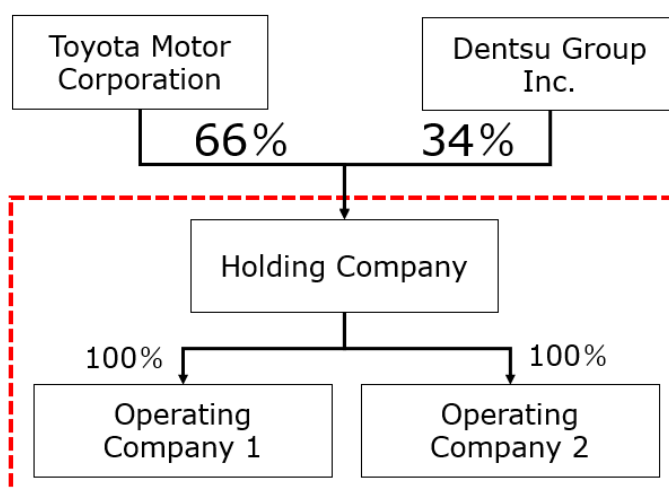 Toyota Motor
Corporation
Dentsu Group
Inc.
66%
34%
Holding Company
100%
100%
Operating
Company 1
Operating
Company 2